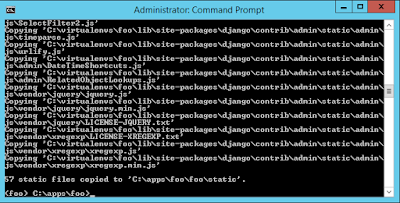 Administrator: Command Prompt
js\SelectFilter2.js'
Copying 'C:\virtualenvs\foo\lib\site-packages\django\contrib\admin\static\admin\
js\timeparse.js'
Copying 'C:\virtualenvs\foo\lib\site-packages\django\contrib\admin\static\admin\
js\urlify.js'
Copying 'C:\virtualenvs\foo\lib\site-packages\django\contrib\admin\static\admin\
js\admin\DateTimeShortcuts.js'
Copying 'C:\virtualenvs\foo\lib\site-packages\django\contrib\admin\static\admin\
js\admin\RelatedObjectLookups.js'
Copying 'C:\virtualenvs\foo\lib\site-packages\django\contrib\admin\static\admin\
js\vendor\jquery\jquery.js'
Copying 'C:\virtualenvs\foo\lib\site-packages\django\contrib\admin\static\admin\
js\vendor\jquery\jquery.min.js'
Copying 'C:\virtualenvs\foo\lib\site-packages\django\contrib\admin\static\admin\
js\vendor\jquery\LICENSE-JQUERY.txt'
Copying 'C:\virtualenvs\foo\lib\site-packages\django\contrib\admin\static\admin\
js\vendor\xregexp\LICENSE-XREGEXP.txt'
Copying 'C:\virtualenvs\foo\lib\site-packages\django\contrib\admin\static\admin\
js\vendor\xregexp\xregexp.js'
Copying 'C:\virtualenvs\foo\lib\site-packages\django\contrib\admin\static\admin\
js\vendor\xregexp\xregexp.min.js'
57 static files copied to 'C:\apps\foo\foo\static'.
(foo) C:\apps\foo>_